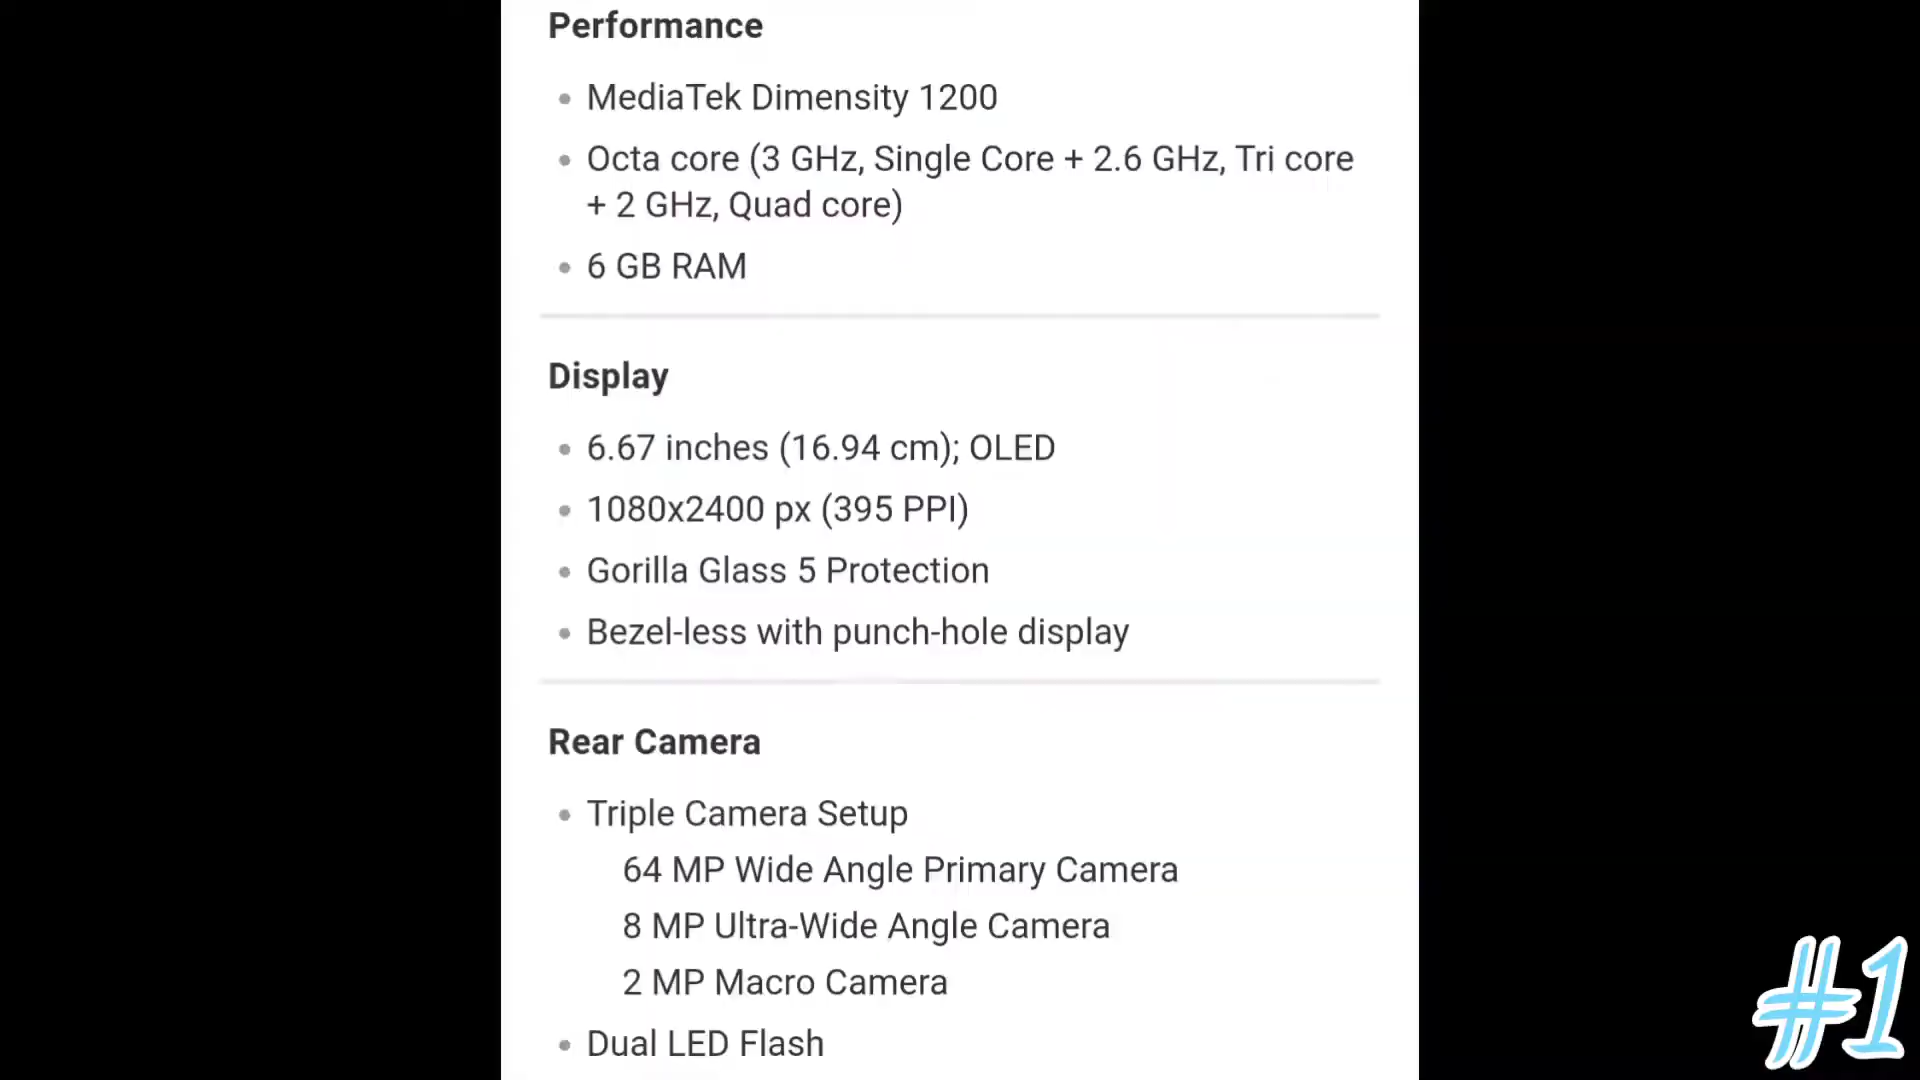 Performance
MediaTek Dimensity 1200
Octa core (3 GHz, Single Core + 2.6 GHz, Tri core
+ 2 GHz, Quad core)
6 GB RAM
Display
6.67 inches (16.94 cm); OLED
1080x2400 px (395 PPI)
Gorilla Glass 5 Protection
Bezel-less with punch-hole display
Rear Camera
Triple Camera Setup
64 MP Wide Angle Primary Camera
8 MP Ultra-Wide Angle Camera
2 MP Macro Camera
Dual LED Flash
#1